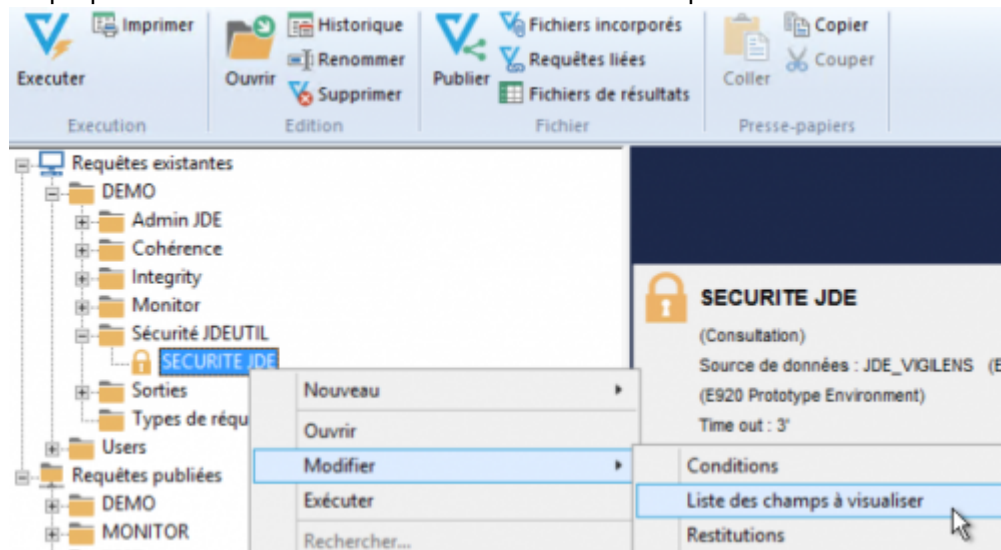 Imprimer
Executer
Execution
Ouvrir
Historique
Renommer
Supprimer
Edition
Publier
Fichiers incorporés
Requêtes liées
Fichiers de résultats
Fichier
Coller
Copier
Couper
Presse-papiers
Requêtes existantes
DEMO
Admin JDE
Cohérence
Integrity
Monitor
Sécurité JDEUTIL
SECURITE JDE
Sorties
Types de réqu
Users
Requêtes publiées
DEMO
MONITOR
Nouveau
Ouvrir
Modifier
Exécuter
Rechercher...
SECURITE JDE
(Consultation)
Source de données : JDE_VIGILENS (E
(E920 Prototype Environment)
Time out : 3'
Conditions
Liste des champs à visualiser
Restitutions